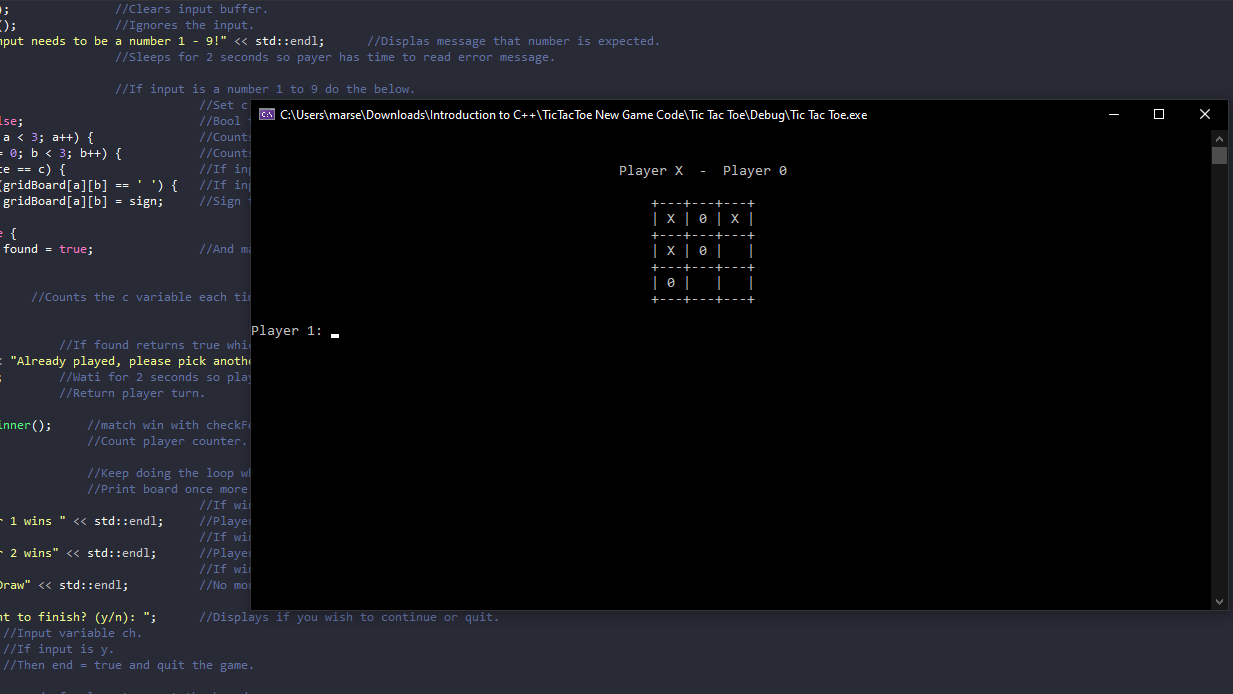 );               //Clears input buffer.
();              //Ignores the input.
nput needs to be a number 1 - 9!" << std::endl;      //Displas message that number is expected.
//Sleeps for 2 seconds so payer has time to read error message.
//If input is a number 1 to 9 do the below.
//Set c
lse;                         //Bool
a < 3; a++) {               //Count
= 0; b < 3; b++) {          //Count
ce == c) {                  //If in
(gridBoard[a][b] == ' ') {   //If in
gridBoard[a][b] = sign;     //Sign
e {
found = true;               //And ma
//Counts the c variable each ti
//If found returns true whi
< "Already played, please pick anoth
;        //Wati for 2 seconds so play
//Return player turn.
inner();     //match win with checkF
//Count player counter.
//Keep doing the loop w
//Print board once more
//If wi
r 1 wins " << std::endl;     //Playe
//If wi
r 2 wins" << std::endl;      //Playe
//If wi
Draw" << std::endl;          //No mo
nt to finish? (y/n): ";      //Displays if you wish to continue or quit.
//Input variable ch.
//If input is y.
//Then end = true and quit the game.
C:\Users\marse\Downloads\Introduction to C++\TicTacToe New Game Code\Tic Tac Toe\Debug\Tic Tac Toe.exe
Player X  -  Player 0
+---+---+---+
| X | 0 | X |
+---+---+---+
| X | 0 |   |
+---+---+---+
| 0 |   |   |
+---+---+---+
Player 1: